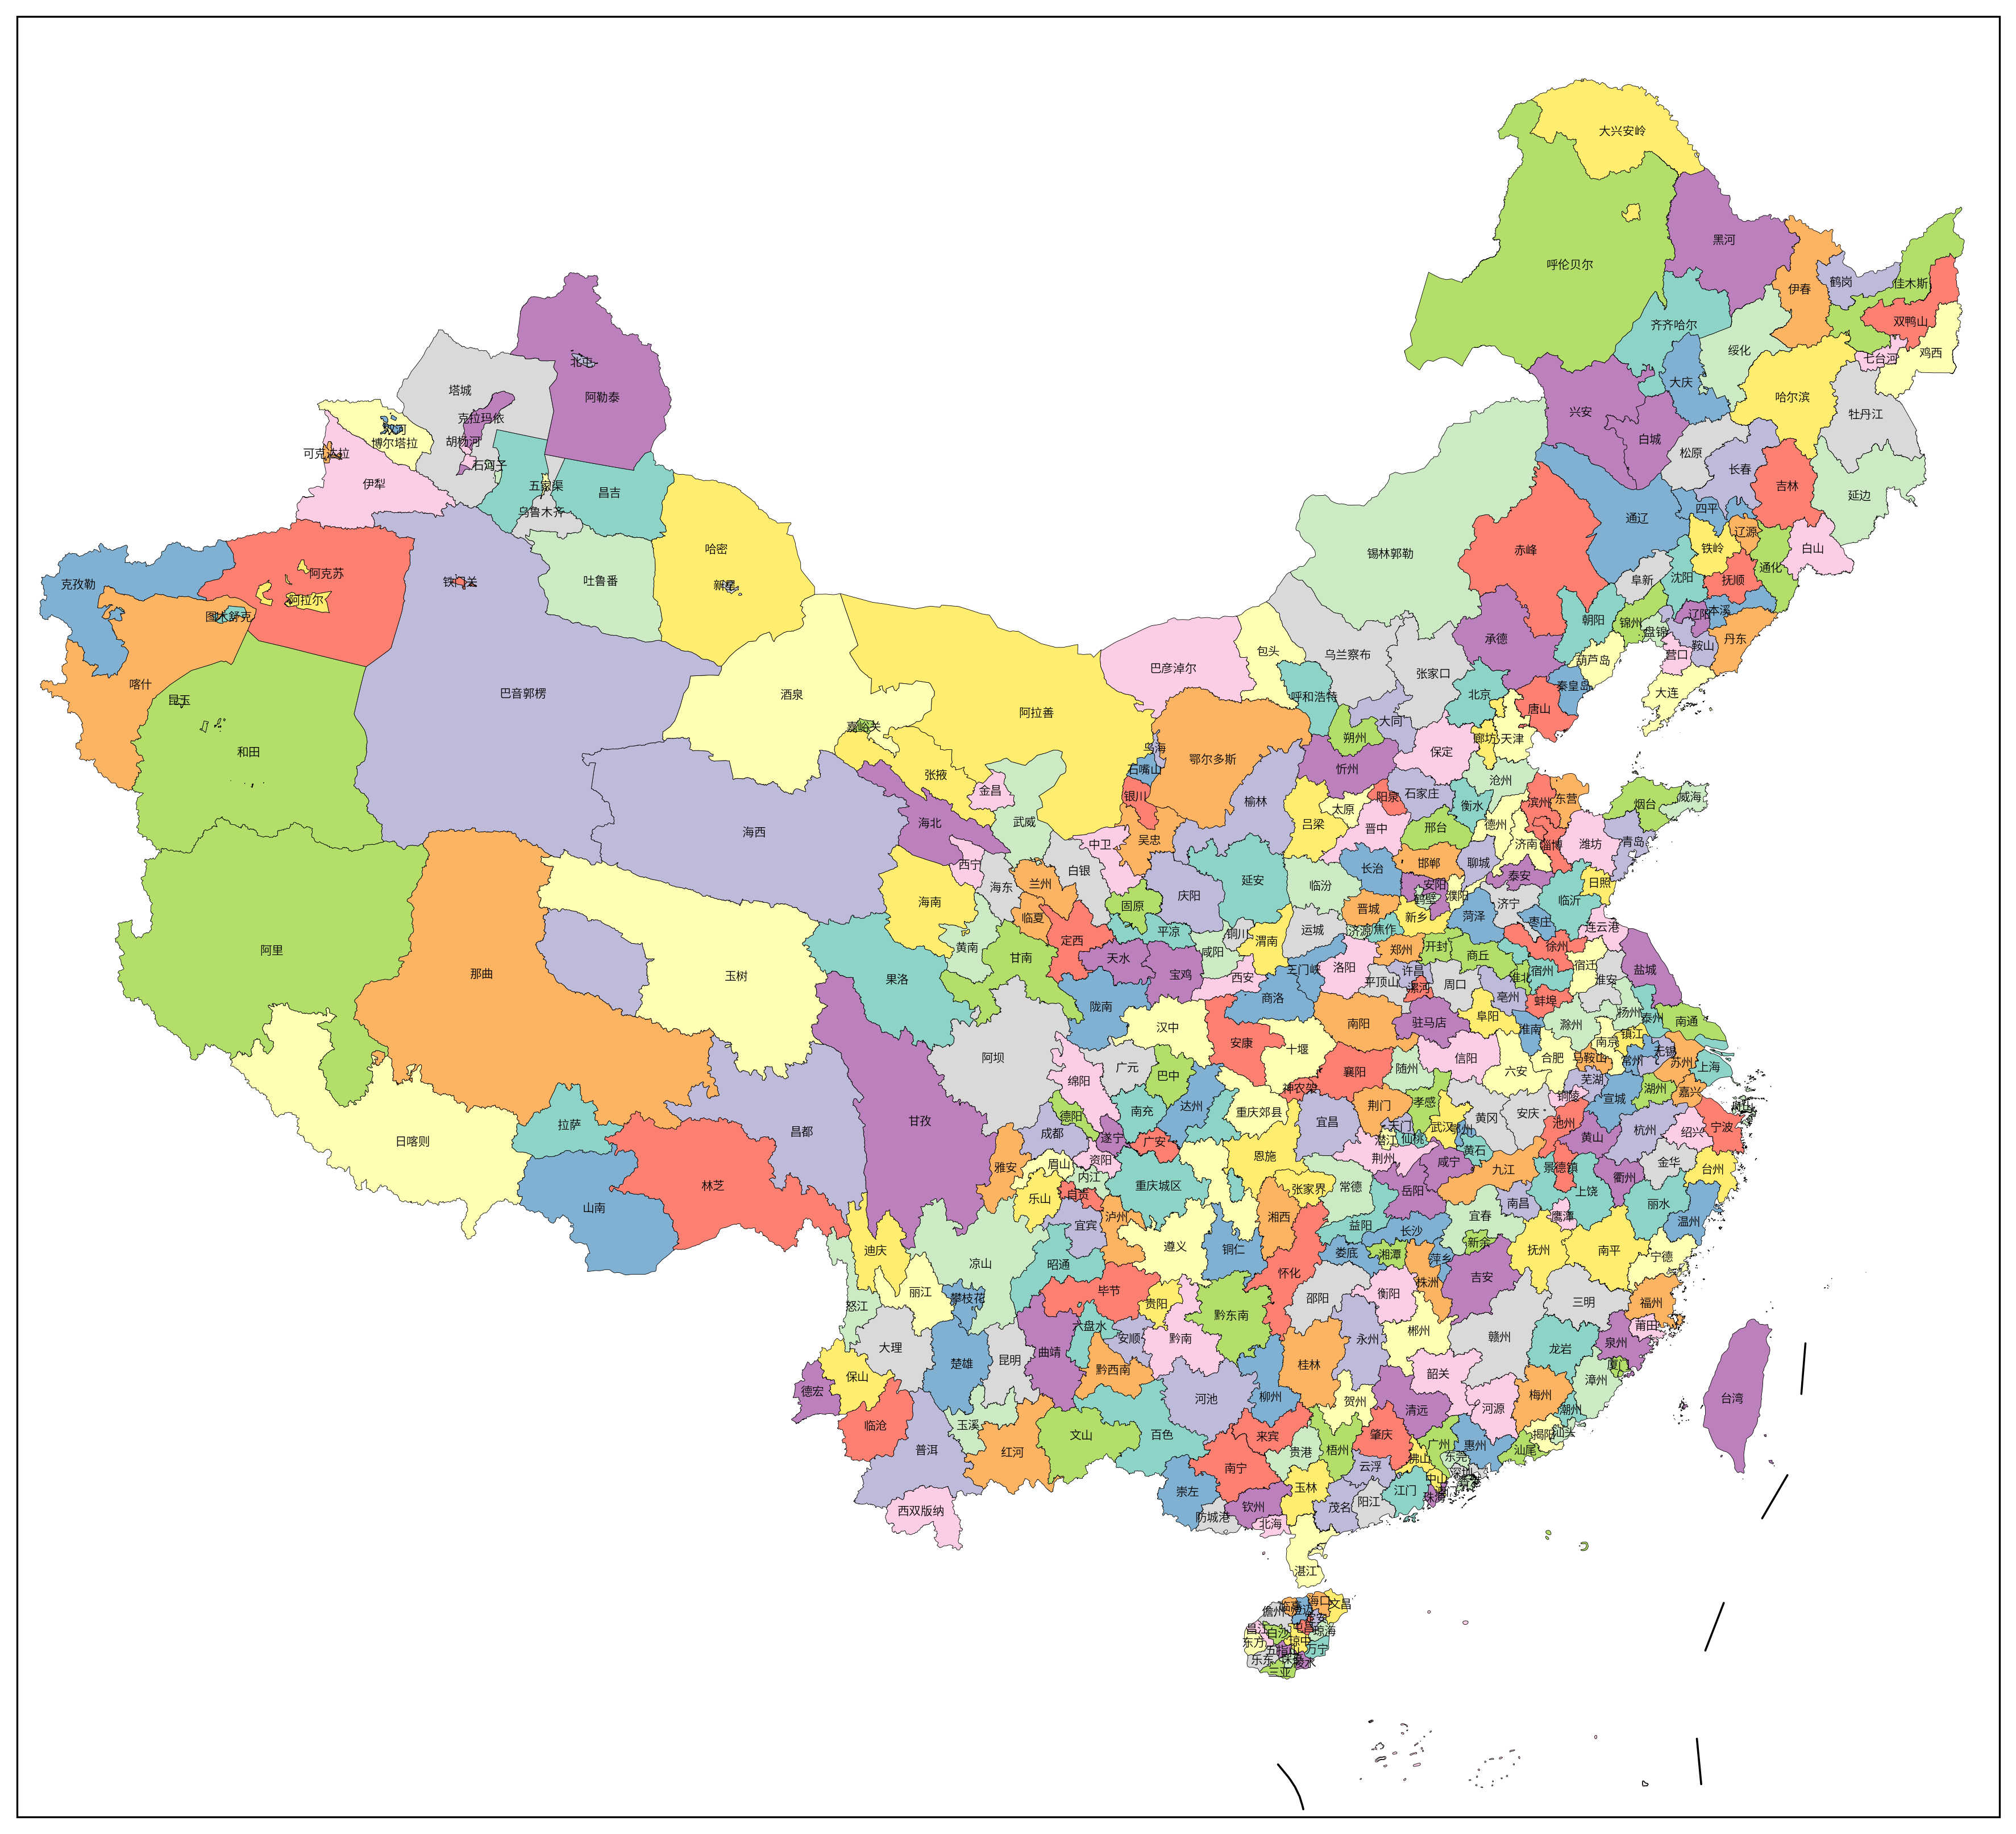 大兴安岭
呼伦贝尔
黑河
伊春
鹤岗
佳木斯
双鸭山
齐齐哈尔
绥化
七台河
鸡西
大庆
哈尔滨
牡丹江
兴安
白城
松原
长春
吉林
延边
通辽
四平
辽源
铁岭
白山
通化
抚顺
沈阳
阜新
本溪
辽阳
丹东
鞍山
营口
盘锦
锦州
朝阳
葫芦岛
大连
赤峰
锡林郭勒
承德
秦皇岛
唐山
北京
天津
廊坊
张家口
乌兰察布
呼和浩特
包头
巴彦淖尔
大同
朔州
忻州
保定
沧州
石家庄
衡水
阳泉
太原
晋中
吕梁
邢台
邯郸
长治
临汾
晋城
运城
北屯
阿勒泰
塔城
克拉玛依
双河
博尔塔拉
胡杨河
可克达拉
石河子
伊犁
五家渠
昌吉
乌鲁木齐
哈密
新星
吐鲁番
铁门关
阿克苏
阿拉尔
克孜勒
图木舒克
喀什
昆玉
和田
巴音郭楞
酒泉
嘉峪关
阿拉善
张掖
金昌
武威
鄂尔多斯
乌海
石嘴山
银川
吴忠
中卫
榆林
延安
庆阳
固原
白银
兰州
临夏
定西
平凉
天水
陇南
甘南
海西
海北
西宁
海东
海南
黄南
果洛
玉树
阿里
那曲
日喀则
拉萨
山南
林芝
昌都
铜川
渭南
咸阳
宝鸡
西安
商洛
汉中
安康
滨州
东营
烟台
威海
德州
济南
淄博
潍坊
青岛
聊城
泰安
日照
临沂
济宁
枣庄
菏泽
安阳
鹤壁
濮阳
新乡
焦作
济源
郑州
开封
商丘
三门峡
洛阳
许昌
平顶山
漯河
周口
南阳
驻马店
信阳
连云港
徐州
宿迁
盐城
淮安
扬州
泰州
南通
镇江
南京
常州
无锡
苏州
上海
宿州
淮北
亳州
蚌埠
阜阳
淮南
滁州
合肥
六安
马鞍山
芜湖
铜陵
宣城
安庆
池州
黄山
湖州
嘉兴
杭州
绍兴
宁波
舟山
金华
台州
衢州
丽水
温州
十堰
襄阳
随州
神农架
荆门
孝感
宜昌
天门
武汉
鄂州
黄冈
潜江
仙桃
黄石
荆州
咸宁
恩施
阿坝
广元
巴中
绵阳
南充
达州
德阳
成都
遂宁
广安
资阳
眉山
内江
雅安
乐山
自贡
宜宾
泸州
甘孜
凉山
攀枝花
重庆郊县
重庆城区
张家界
常德
岳阳
湘西
益阳
长沙
娄底
湘潭
株洲
怀化
邵阳
衡阳
永州
郴州
九江
景德镇
上饶
南昌
鹰潭
宜春
新余
萍乡
抚州
吉安
赣州
南平
宁德
三明
福州
莆田
泉州
龙岩
厦门
漳州
台湾
遵义
铜仁
毕节
贵阳
黔东南
六盘水
安顺
黔南
黔西南
迪庆
丽江
怒江
昭通
大理
楚雄
昆明
曲靖
保山
德宏
临沧
玉溪
普洱
红河
文山
西双版纳
桂林
柳州
河池
百色
贺州
来宾
贵港
梧州
南宁
玉林
崇左
钦州
防城港
北海
韶关
清远
河源
梅州
潮州
揭阳
汕头
汕尾
惠州
广州
东莞
深圳
香港
澳门
佛山
中山
珠海
江门
肇庆
云浮
阳江
茂名
湛江
海口
文昌
临高
澄迈
定安
儋州
屯昌
琼海
昌江
白沙
琼中
东方
万宁
五指山
乐东
保亭
陵水
三亚